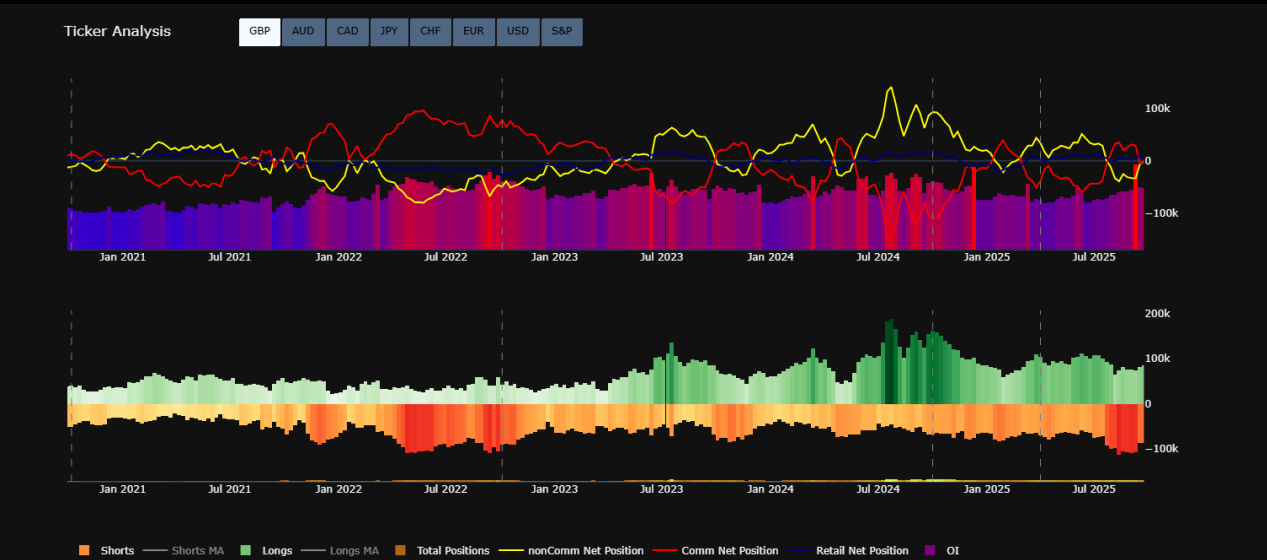 Ticker Analysis GBP AUD CAD JPY CHF EUR USD S&P
100k
0
−100k
Jan 2021 Jul 2021 Jan 2022 Jul 2022 Jan 2023 Jul 2023 Jan 2024 Jul 2024 Jan 2025 Jul 2025
200k
100k
0
−100k
Jan 2021 Jul 2021 Jan 2022 Jul 2022 Jan 2023 Jul 2023 Jan 2024 Jul 2024 Jan 2025 Jul 2025
Shorts Shorts MA Longs Longs MA Total Positions nonComm Net Position Comm Net Position Retail Net Position OI